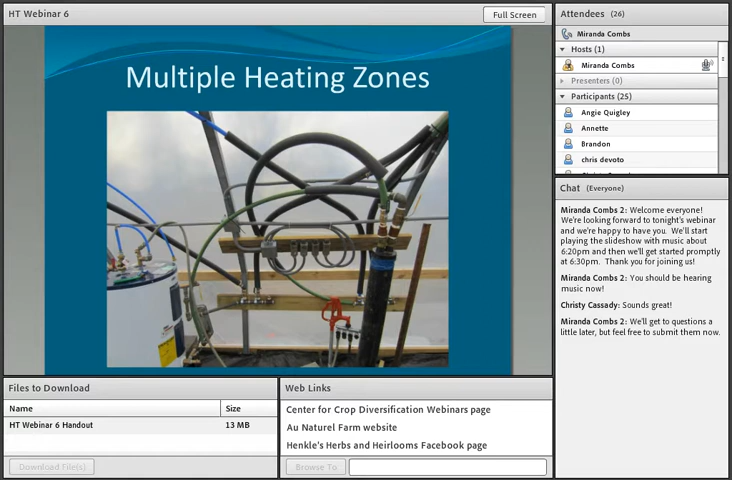 HT Webinar 6
Full Screen
Multiple Heating Zones
Files to Download
Name Size
HT Webinar 6 Handout 13 MB
Download File(s)
Web Links
Center for Crop Diversification Webinars page
Au Naturel Farm website
Henkle's Herbs and Heirlooms Facebook page
Browse To
Attendees (26)
Miranda Combs
Hosts (1)
Miranda Combs
Presenters (0)
Participants (25)
Angie Quigley
Annette
Brandon
chris devoto
Chat (Everyone)
Miranda Combs 2: Welcome everyone!
We're looking forward to tonight's webinar
and we're happy to have you. We'll start
playing the slideshow with music about
6:20pm and then we'll get started promptly
at 6:30pm. Thank you for joining us!
Miranda Combs 2: You should be hearing
music now!
Christy Cassady: Sounds great!
Miranda Combs 2: We'll get to questions a
little later, but feel free to submit them now.